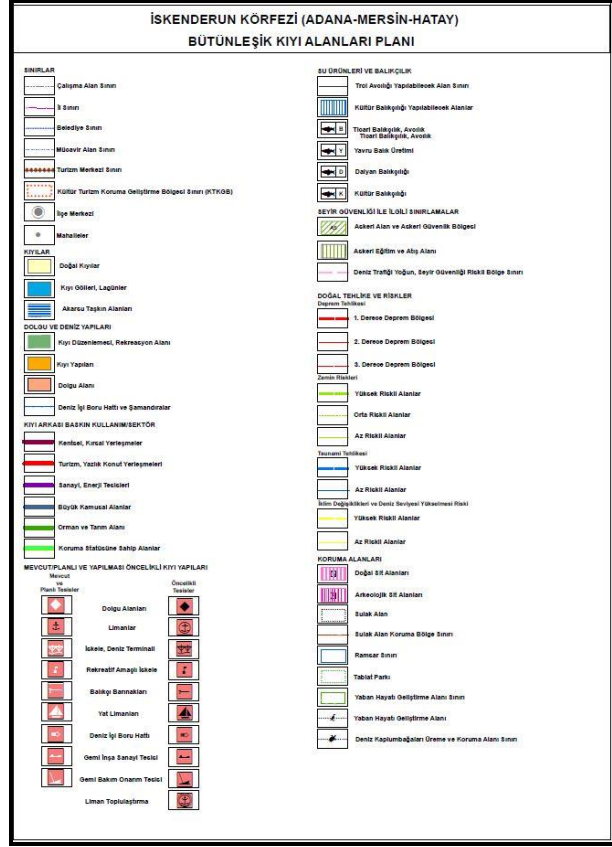 İSKENDERUN KÖRFEZİ (ADANA-MERSİN-HATAY)
BÜTÜNLEŞİK KIYI ALANLARI PLANI
SINIRLAR
Çalışma Alan Sınırı
İl Sınırı
Belediye Sınırı
Mücavir Alan Sınırı
Turizm Merkezi Sınırı
Kültür Turizm Koruma Geliştirme Bölgesi Sınırı (KTKGB)
İlçe Merkezi
Mahalleler
KIYILAR
Doğal Kıyılar
Kıyı Gölleri, Lagünler
Akarsu Taşkın Alanları
DOLGU VE DENİZ YAPILARI
Kıyı Düzenlemesi, Rekreasyon Alanı
Kıyı Yapıları
Dolgu Alanı
Deniz İçi Boru Hattı ve Şamandıralar
KIYI ARKASI BASKIN KULLANIM/SEKTÖR
Kentsel, Kırsal Yerleşmeler
Turizm, Yazlık Konut Yerleşmeleri
Sanayi, Enerji Tesisleri
Büyük Kamusal Alanlar
Orman ve Tarım Alanı
Koruma Statüsüne Sahip Alanlar
MEVCUT/PLANLI VE YAPILMASI ÖNCELİKLİ KIYI YAPILARI
Mevcut
ve
Planlı Tesisler
Öncelikli
Tesisler
Dolgu Alanları
Limanlar
İskele, Deniz Terminali
Rekreatif Amaçlı İskele
Balıkçı Barınakları
Yat Limanları
Deniz İçi Boru Hattı
Gemi İnşa Sanayi Tesisi
Gemi Bakım Onarım Tesisi
Liman Toplulaştırma
SU ÜRÜNLERİ VE BALIKÇILIK
Trol Avcılığı Yapılabilecek Alan Sınırı
Kültür Balıkçılığı Yapılabilecek Alanlar
B Ticari Balıkçılık, Avcılık
Ticari Balıkçılık, Avcılık
Y Yavru Balık Üretimi
D Dalyan Balıkçılığı
K Kültür Balıkçılığı
SEYİR GÜVENLİĞİ İLE İLGİLİ SINIRLAMALAR
Askeri Alan ve Askeri Güvenlik Bölgesi
Askeri Eğitim ve Atış Alanı
Deniz Trafiği Yoğun, Seyir Güvenliği Riskli Bölge Sınırı
DOĞAL TEHLİKE VE RİSKLER
Deprem Tehlikesi
1. Derece Deprem Bölgesi
2. Derece Deprem Bölgesi
3. Derece Deprem Bölgesi
Zemin Riskleri
Yüksek Riskli Alanlar
Orta Riskli Alanlar
Az Riskli Alanlar
Tsunami Tehlikesi
Yüksek Riskli Alanlar
Az Riskli Alanlar
İklim Değişiklikleri ve Deniz Seviyesi Yükselmesi Riski
Yüksek Riskli Alanlar
Az Riskli Alanlar
KORUMA ALANLARI
Doğal Sit Alanları
Arkeolojik Sit Alanları
Sulak Alan
Sulak Alan Koruma Bölge Sınırı
Ramsar Sınırı
Tabiat Parkı
Yaban Hayatı Geliştirme Alanı Sınırı
Yaban Hayatı Geliştirme Alanı
Deniz Kaplumbağaları Üreme ve Koruma Alanı Sınırı